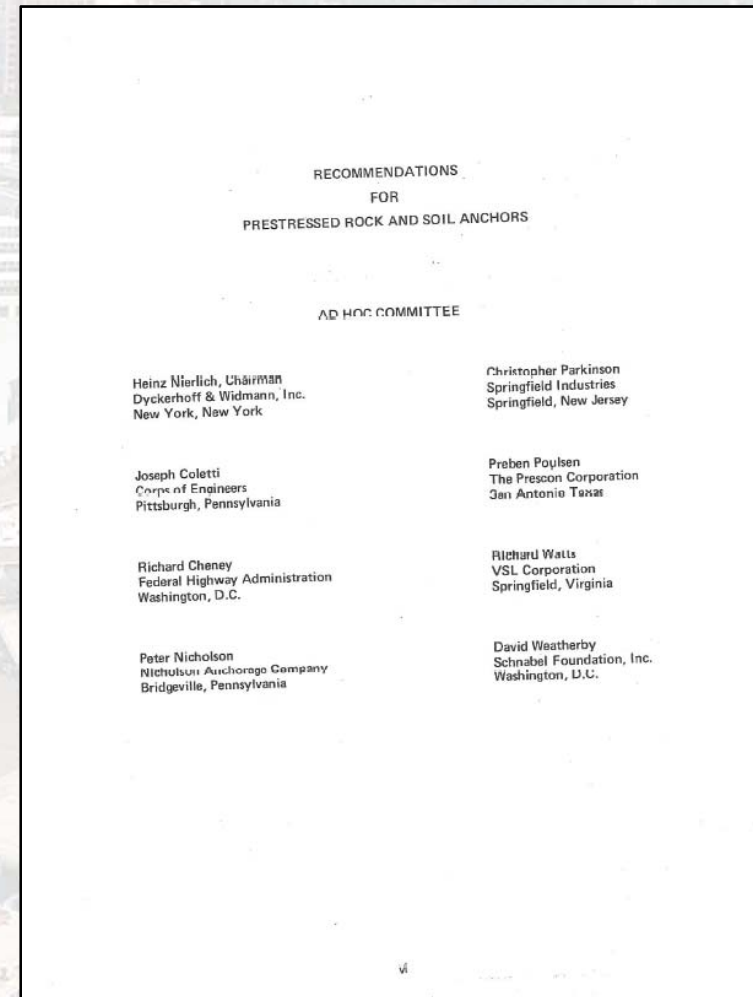 RECOMMENDATIONS
FOR
PRESTRESSED ROCK AND SOIL ANCHORS
AD HOC COMMITTEE
Heinz Nierlich, Chairman
Dyckerhoff & Widmann, Inc.
New York, New York
Joseph Coletti
Corps of Engineers
Pittsburgh, Pennsylvania
Richard Cheney
Federal Highway Administration
Washington, D.C.
Peter Nicholson
Nicholson Anchorage Company
Bridgeville, Pennsylvania
Christopher Parkinson
Springfield Industries
Springfield, New Jersey
Preben Poulsen
The Prescon Corporation
San Antonio Texas
Richard Watts
VSL Corporation
Springfield, Virginia
David Weatherby
Schnabel Foundation, Inc.
Washington, D.C.
vi